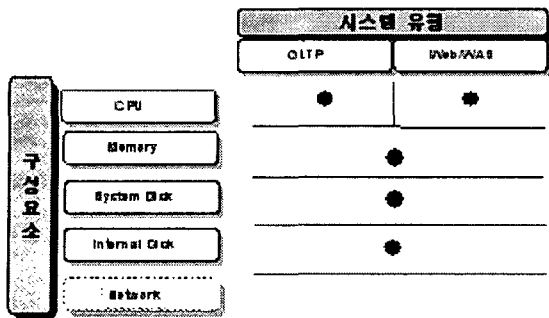 시스템 유형
OLTP
Web/WAS
구성요소
CPU
Memory
System Disk
Internal Disk
Network